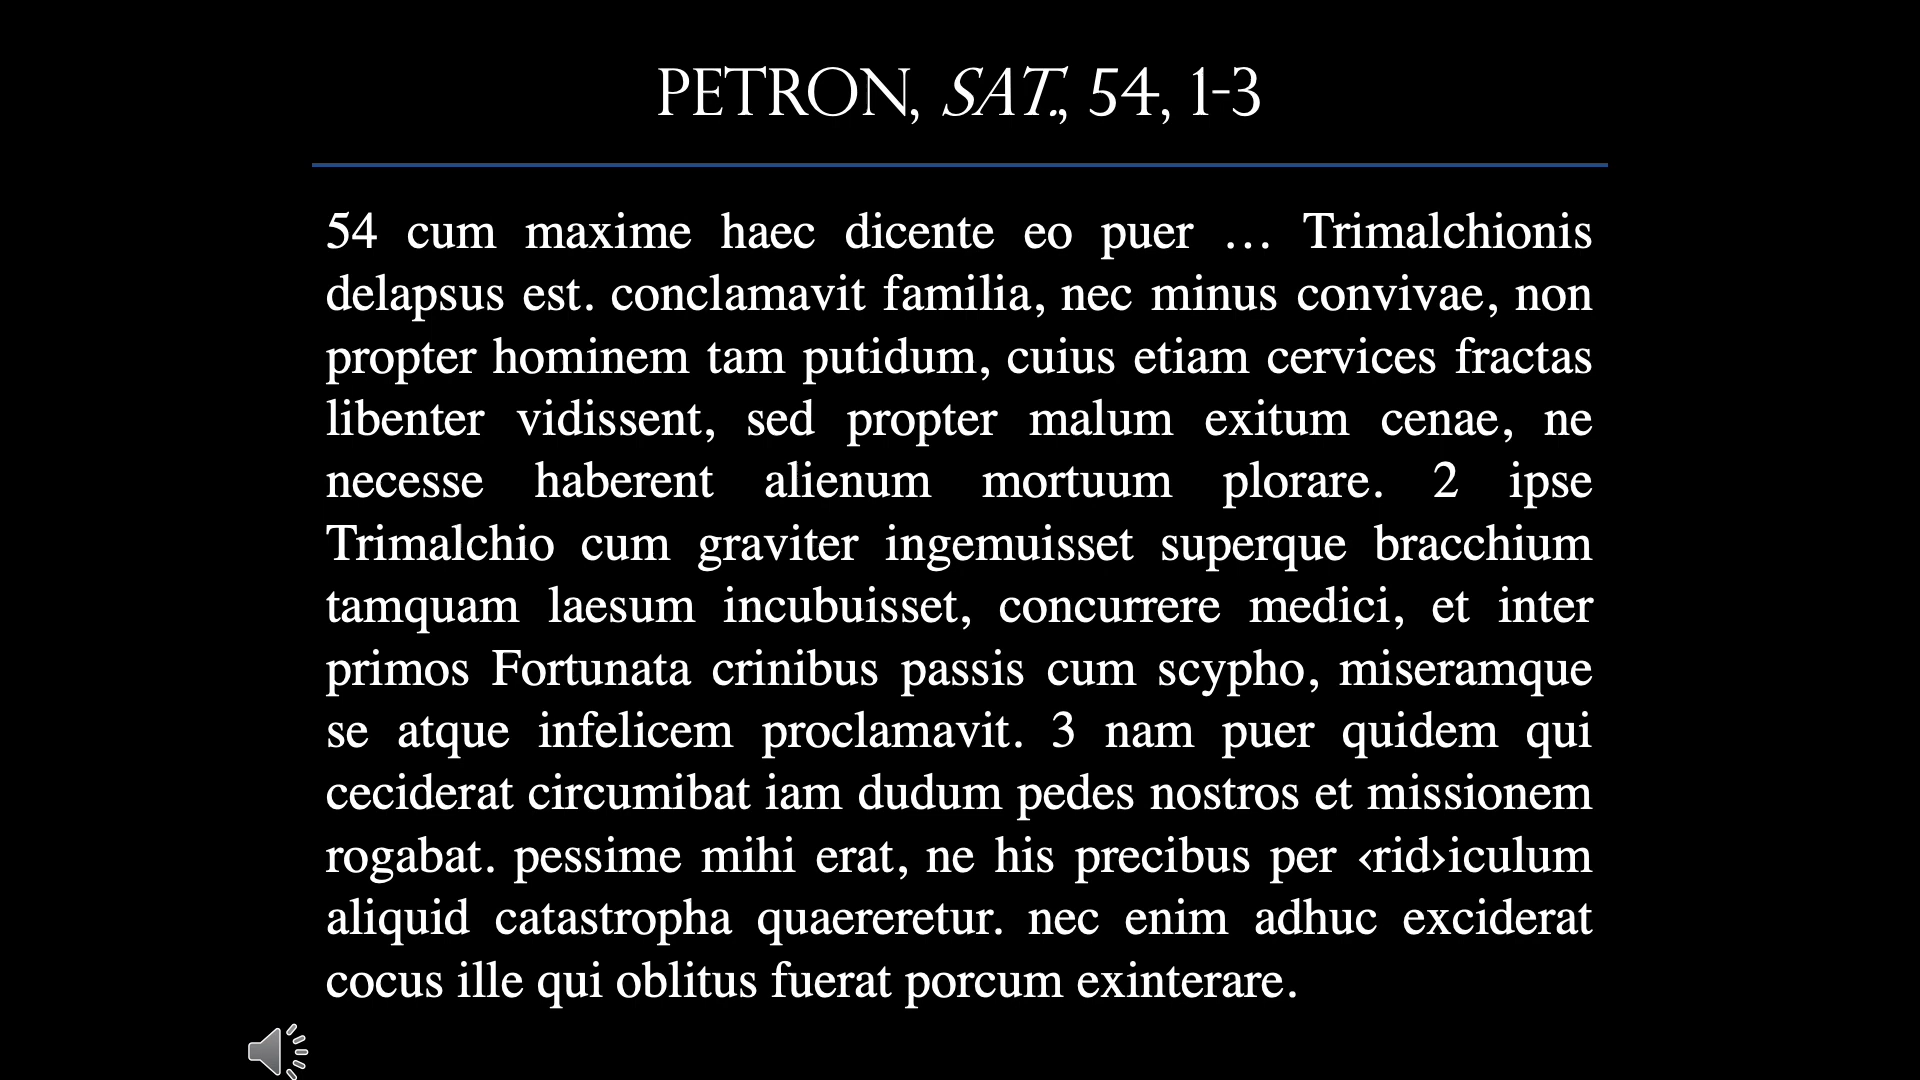 PETRON, SAT., 54, 1-3
54 cum maxime haec dicente eo puer … Trimalchionis
delapsus est. conclamavit familia, nec minus convivae, non
propter hominem tam putidum, cuius etiam cervices fractas
libenter vidissent, sed propter malum exitum cenae, ne
necesse haberent alienum mortuum plorare. 2 ipse
Trimalchio cum graviter ingemuisset superque bracchium
tamquam laesum incubuisset, concurrere medici, et inter
primos Fortunata crinibus passis cum scypho, miseramque
se atque infelicem proclamavit. 3 nam puer quidem qui
ceciderat circumibat iam dudum pedes nostros et missionem
rogabat. pessime mihi erat, ne his precibus per ‹rid›iculum
aliquid catastropha quaereretur. nec enim adhuc exciderat
cocus ille qui oblitus fuerat porcum exinterare.